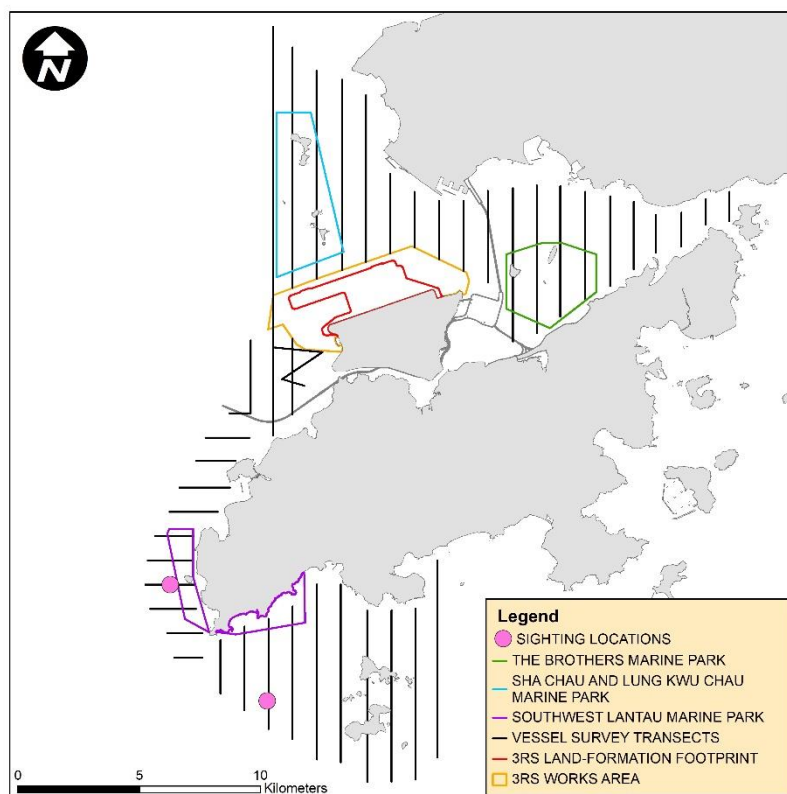 N
Legend
SIGHTING LOCATIONS
THE BROTHERS MARINE PARK
SHA CHAU AND LUNG KWU CHAU
MARINE PARK
SOUTHWEST LANTAU MARINE PARK
VESSEL SURVEY TRANSECTS
3RS LAND-FORMATION FOOTPRINT
3RS WORKS AREA
0 5 10
Kilometers